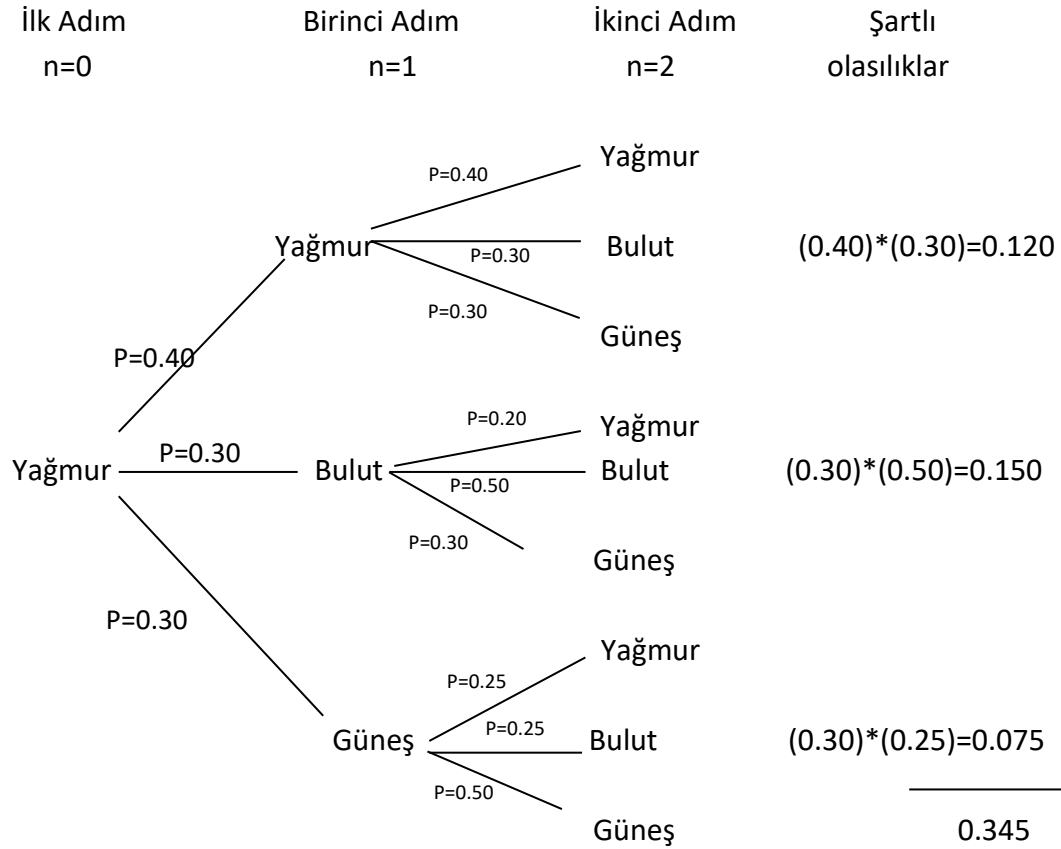 İlk Adım Birinci Adım İkinci Adım Şartlı
n=0 n=1 n=2 olasılıklar
Yağmur
P=0.40
Yağmur Bulut (0.40)*(0.30)=0.120
P=0.30
P=0.30
Güneş
P=0.40
Yağmur
P=0.20
Yağmur P=0.30 Bulut Bulut (0.30)*(0.50)=0.150
P=0.50
P=0.30
Güneş
P=0.30
Yağmur
P=0.25
P=0.25
Güneş Bulut (0.30)*(0.25)=0.075
P=0.50
Güneş 0.345